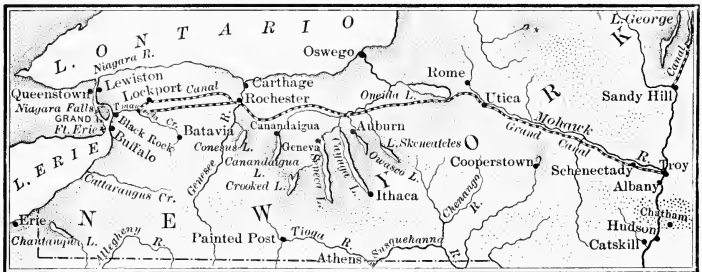 L. ONTARIO
L. George
Canal
Niagara R.
Oswego
Lewiston
Queenstown
Lockport Canal
Carthage
Rome
Niagara Falls
Rochester
Oneida L.
Sandy Hill
GRAND I.
Ft. Erie
Black Rock
Buffalo
Batavia
Utica
Mohawk R.
Grand Canal
Canandaigua
Auburn
Conesus L.
Geneva
L. Skeneateles
L. ERIE
Genesee R.
Canandaigua L.
Crooked L.
Seneca L.
Cayuga L.
Owasco L.
Cooperstown
Schenectady
Troy
Albany
Cattarangus Cr.
Ithaca
Chenango R.
Chatham
NEW YORK
Erie
Chautauqua L.
Allegheny R.
Painted Post
Tioga R.
Athens
Susquehanna R.
Hudson
Catskill